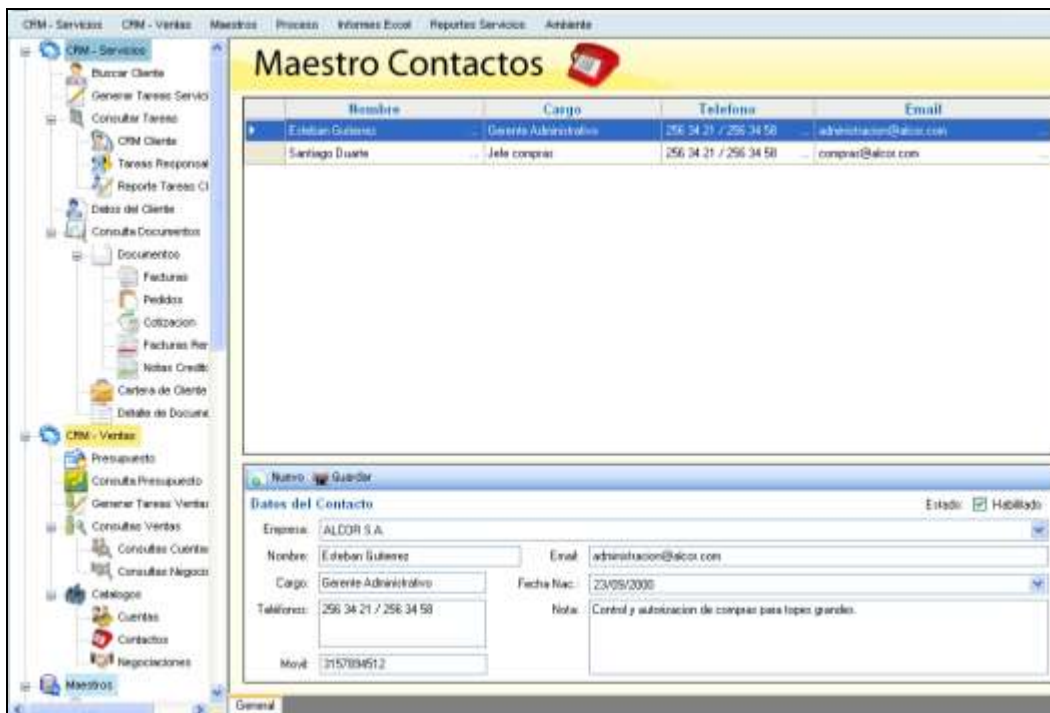 CRM - Servicios CRM - Ventas Maestros Proceso Informes Excel Reportes Servicios Ambiente
CRM - Servicios
Buscar Cliente
Generar Tareas Servici
Consultar Tareas
CRM Cliente
Tareas Responsal
Reporte Tareas Cl
Datos del Cliente
Consulta Documentos
Documentos
Facturas
Pedidos
Cotizacion
Facturas Rer
Notas Credito
Cartera de Cliente
Detalle de Docume
CRM - Ventas
Presupuesto
Consulta Presupuesto
Generar Tareas Ventas
Consultas Ventas
Consultas Cuentas
Consultas Negocio
Catalogos
Cuentas
Contactos
Negociaciones
Maestros
Maestro Contactos
Nombre Cargo Telefono Email
Esteban Gutierrez ... Gerente Administrativo 256 34 21 / 256 34 58 ... administracion@alcor.com
Santiago Duarte ... Jefe compras 256 34 21 / 256 34 58 ... compras@alcor.com ...
Nuevo Guardar
Datos del Contacto Estado: Habilitado
Empresa: ALCOR S.A.
Nombre: Esteban Gutierrez Email: administracion@alcor.com
Cargo: Gerente Administrativo Fecha Nac.: 23/09/2000
Teléfonos: 256 34 21 / 256 34 58 Nota: Control y autorizacion de compras para topes grandes.
Movil: 3157894512
General